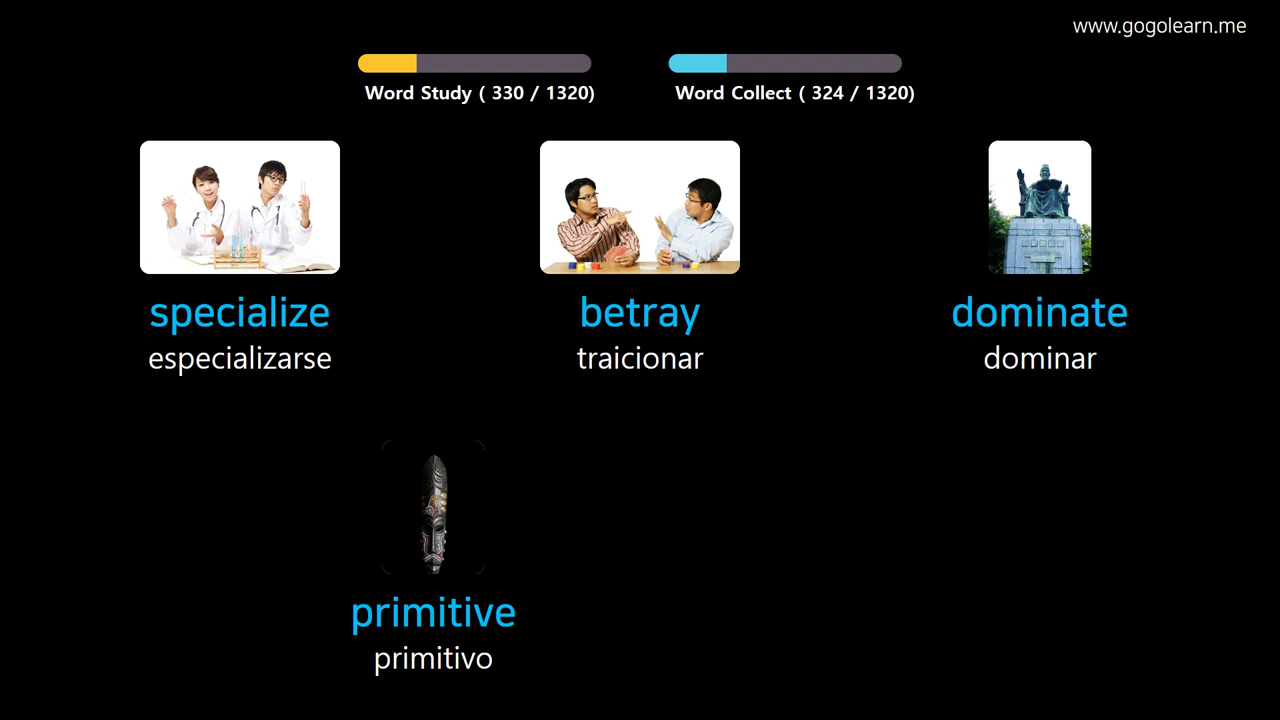 www.gogolearn.me
Word Study ( 330 / 1320)
Word Collect ( 324 / 1320)
specialize
especializarse
betray
traicionar
dominate
dominar
primitive
primitivo